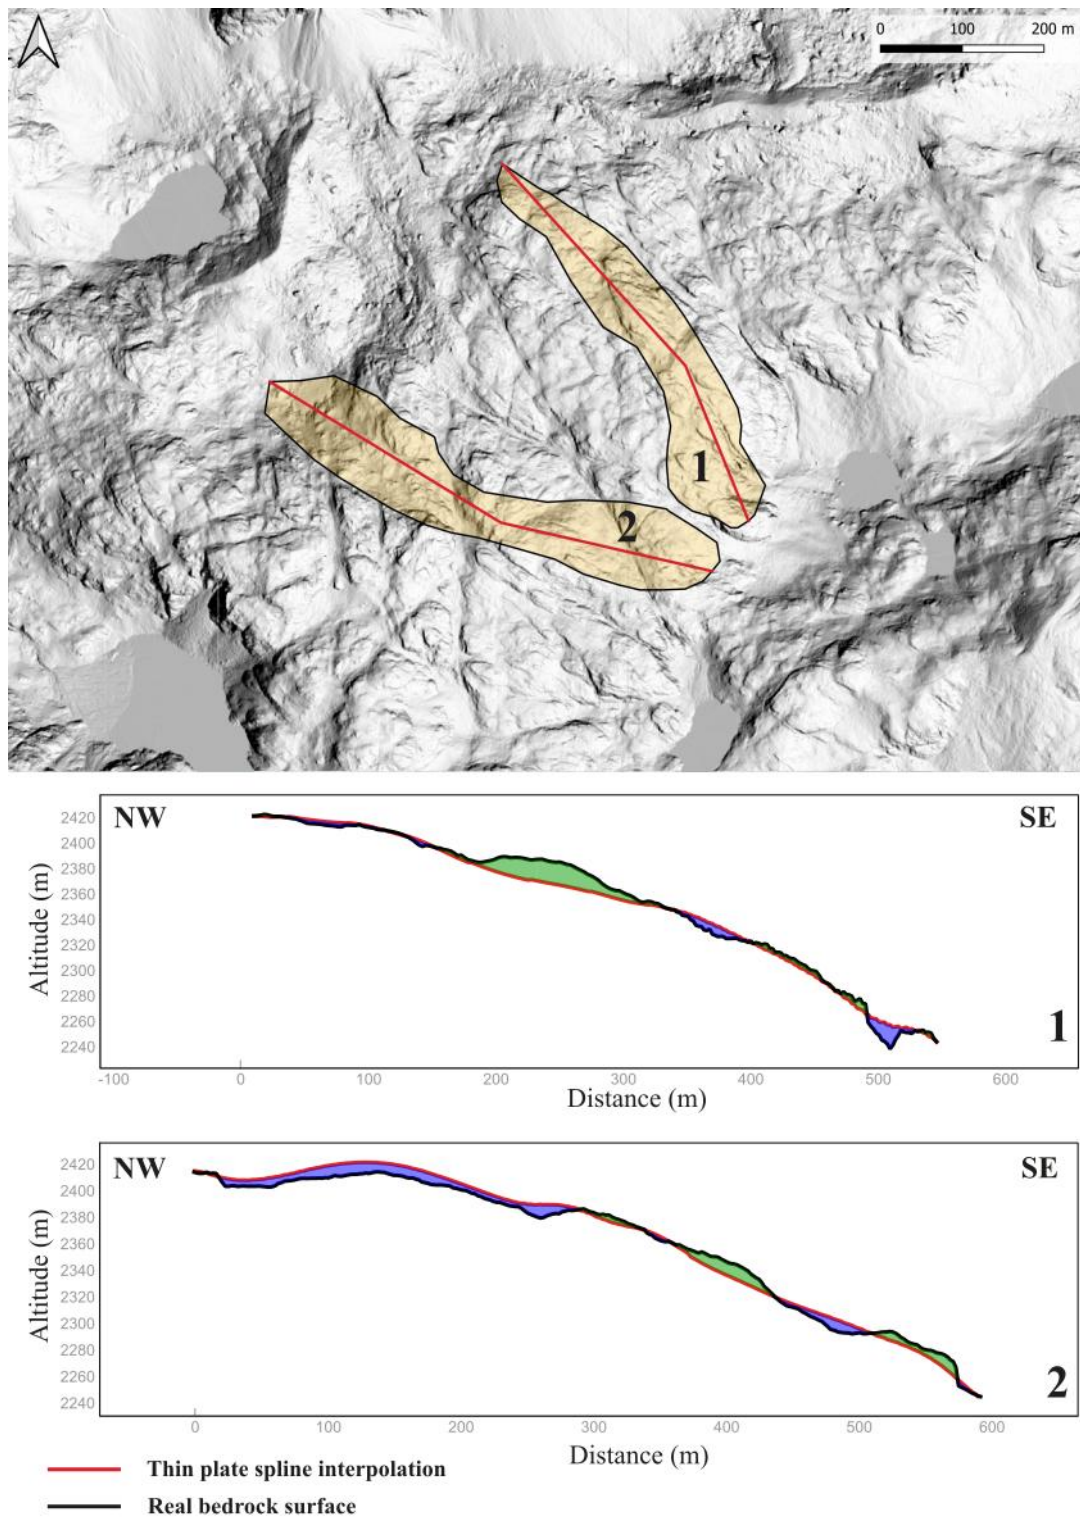 0 100 200 m
1
2
NW SE
2420
2400
2380
2360
2340
2320
2300
2280
2260
2240
Altitude (m)
1
-100 0 100 200 300 400 500 600
Distance (m)
NW SE
2420
2400
2380
2360
2340
2320
2300
2280
2260
2240
Altitude (m)
2
0 100 200 300 400 500 600
Distance (m)
Thin plate spline interpolation
Real bedrock surface